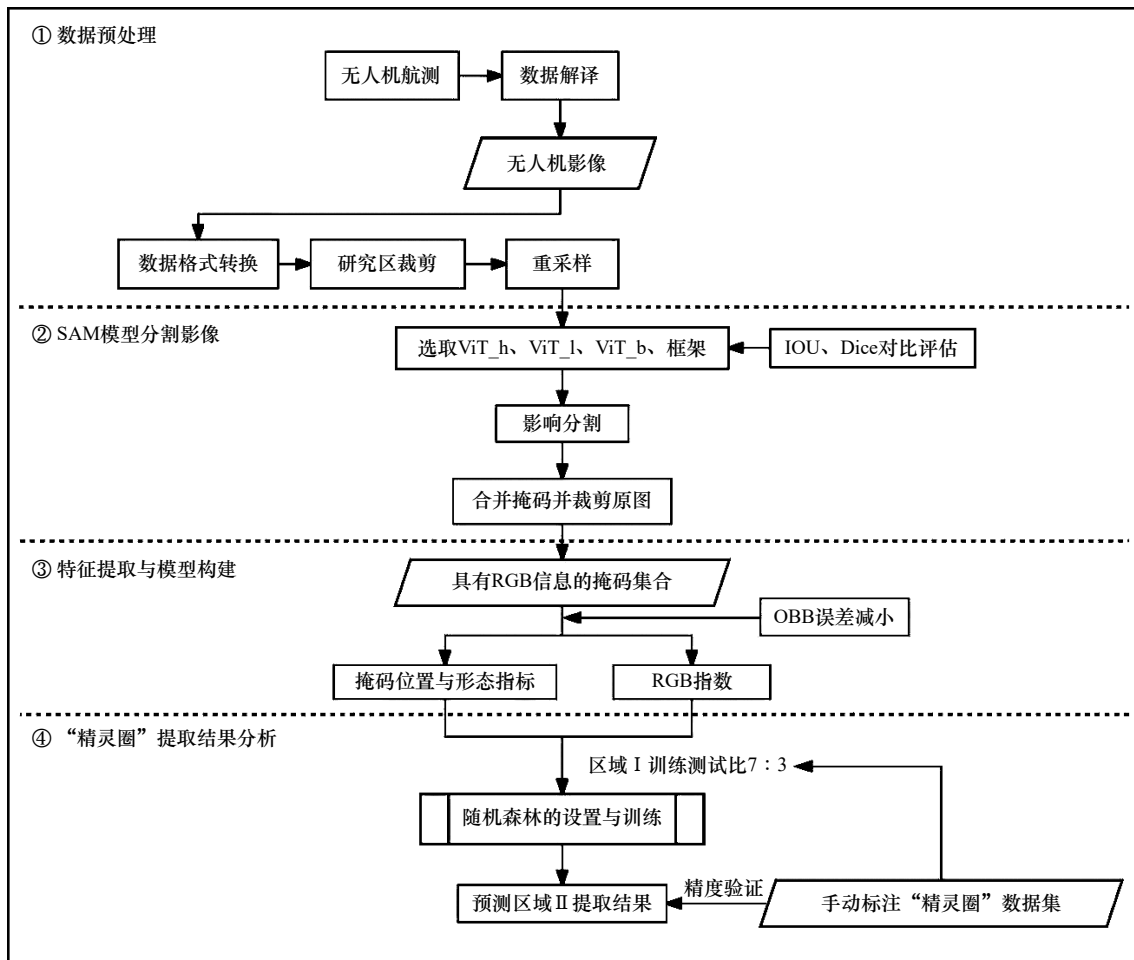 ① 数据预处理
无人机航测
数据解译
无人机影像
数据格式转换
研究区裁剪
重采样
② SAM模型分割影像
选取ViT_h、ViT_l、ViT_b、框架
IOU、Dice对比评估
影响分割
合并掩码并裁剪原图
③ 特征提取与模型构建
具有RGB信息的掩码集合
OBB误差减小
掩码位置与形态指标
RGB指数
④ “精灵圈”提取结果分析
区域Ⅰ训练测试比7∶3
随机森林的设置与训练
预测区域Ⅱ提取结果
精度验证
手动标注“精灵圈”数据集